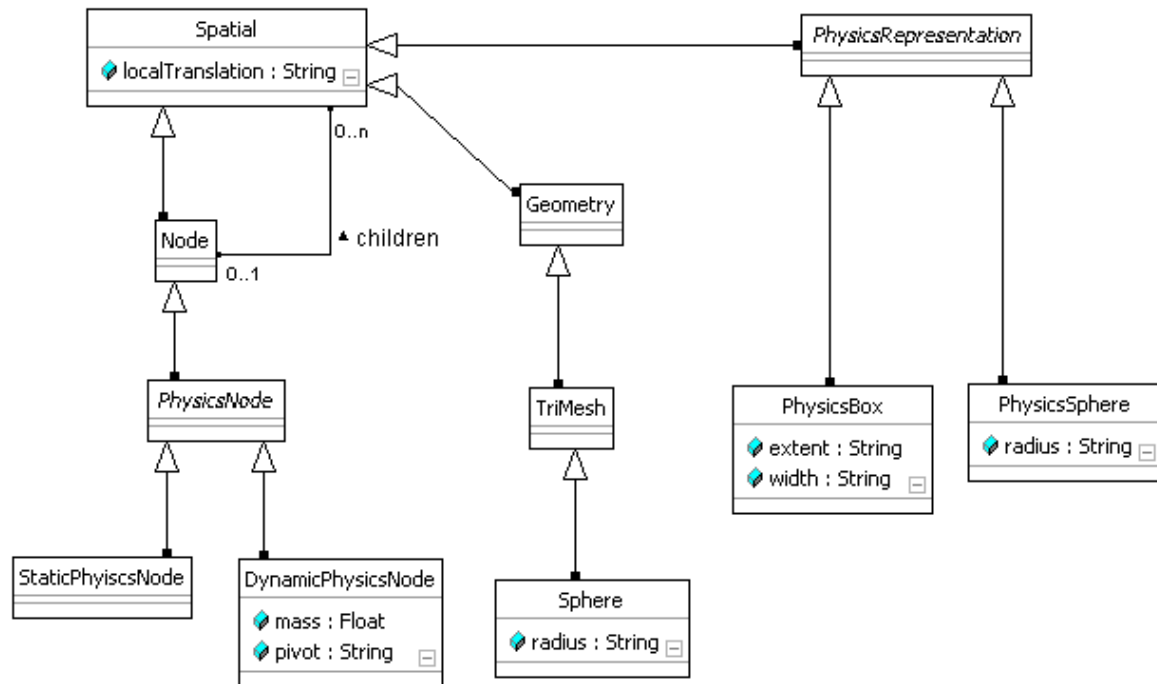 Spatial
localTranslation : String
PhysicsRepresentation
0..n
Geometry
Node
children
0..1
PhysicsNode
TriMesh
PhysicsBox
extent : String
width : String
PhysicsSphere
radius : String
StaticPhyiscsNode
DynamicPhysicsNode
mass : Float
pivot : String
Sphere
radius : String